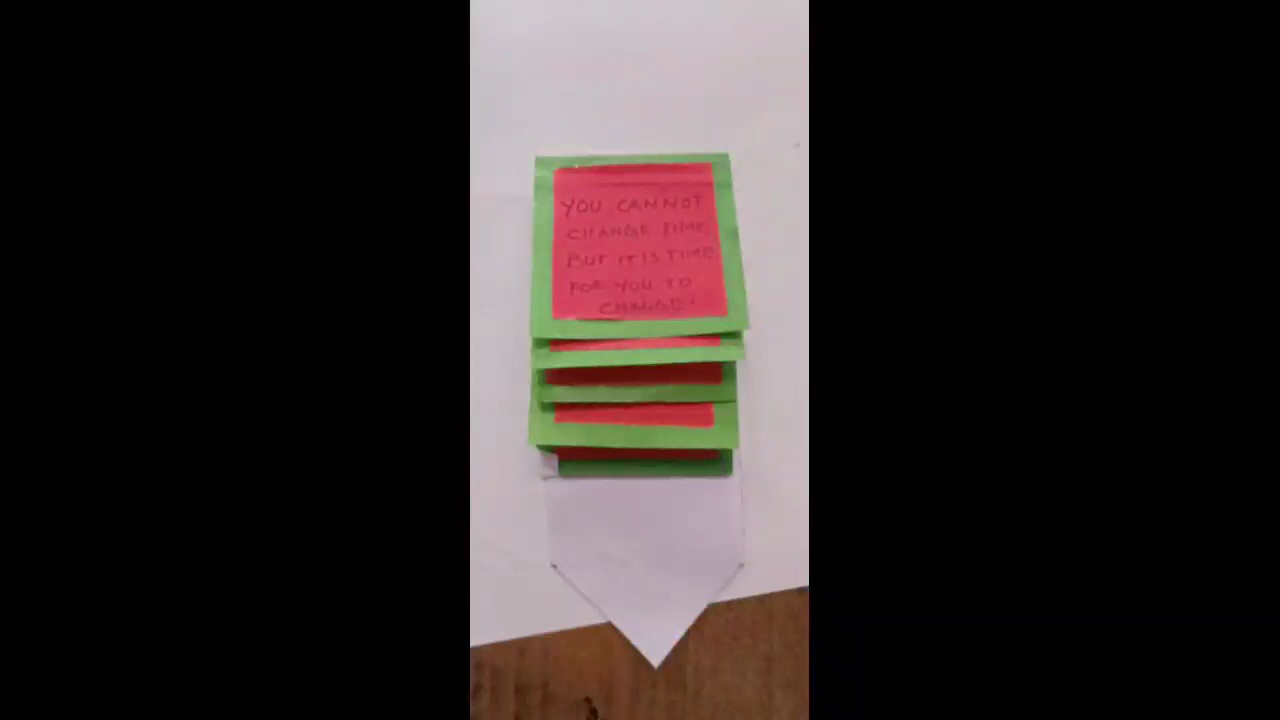 YOU CANNOT
CHANGE TIME
BUT IT IS TIME
FOR YOU TO
CHANGE!